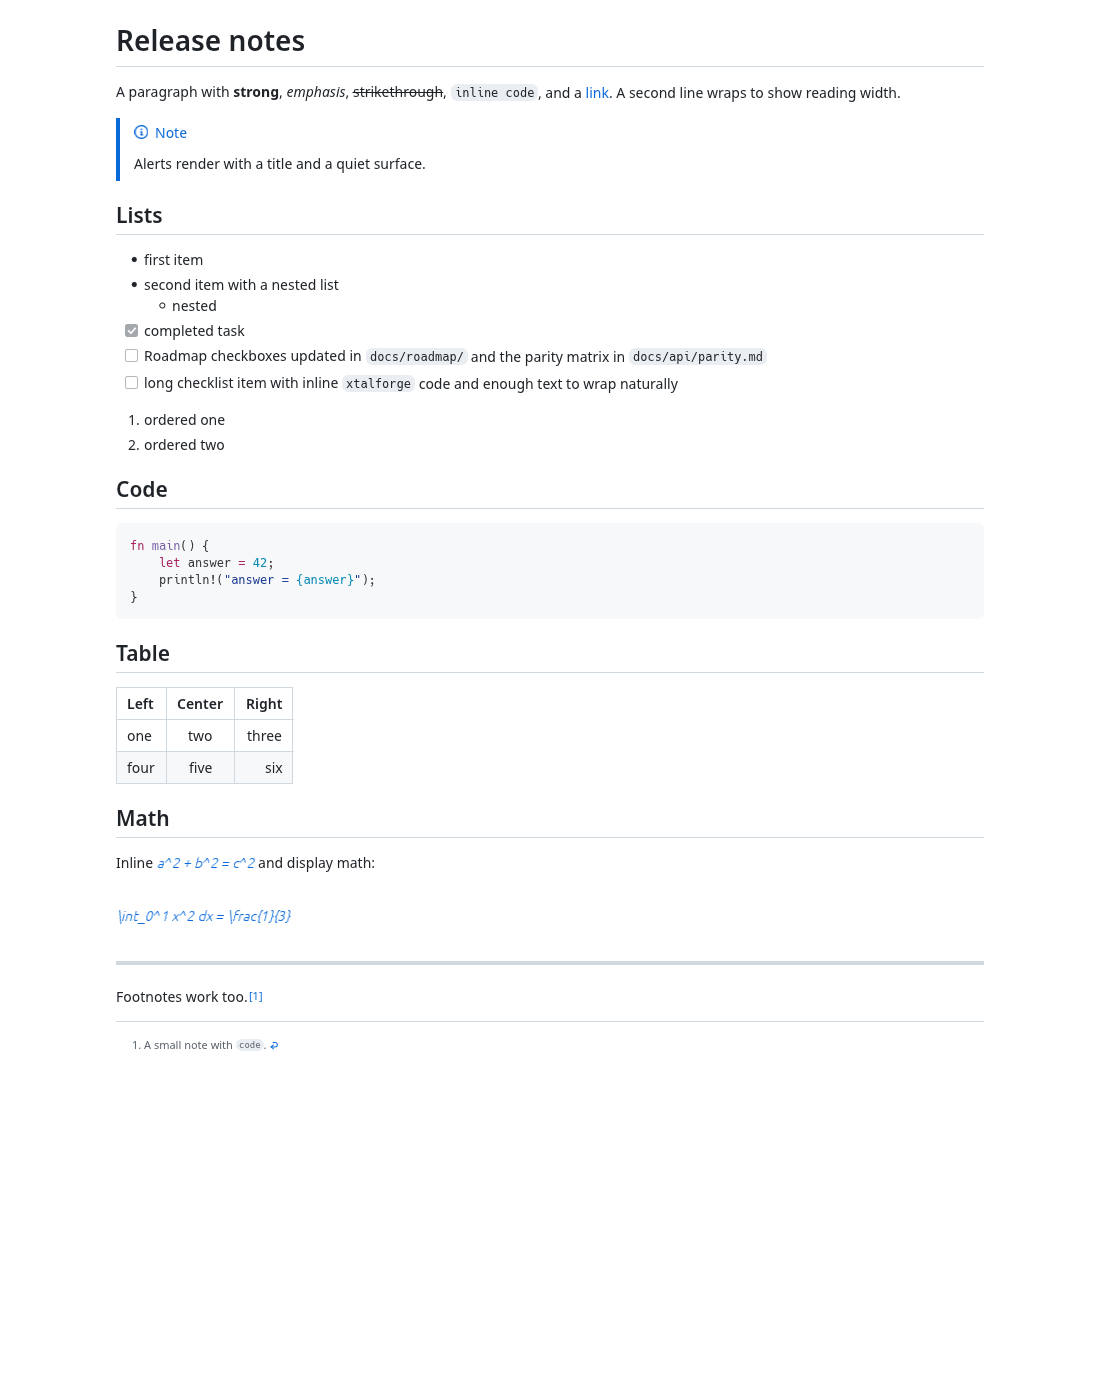 Release notes
A paragraph with strong, emphasis, strikethrough, inline code, and a link. A second line wraps to show reading width.
Note
Alerts render with a title and a quiet surface.
Lists
first item
second item with a nested list
nested
completed task
Roadmap checkboxes updated in docs/roadmap/ and the parity matrix in docs/api/parity.md
long checklist item with inline xtalforge code and enough text to wrap naturally
1. ordered one
2. ordered two
Code
fn main() {
    let answer = 42;
    println!("answer = {answer}");
}
Table
Left Center Right
one two three
four five six
Math
Inline a^2 + b^2 = c^2 and display math:
\int_0^1 x^2 dx = \frac{1}{3}
Footnotes work too.[1]
1. A small note with code. ↩